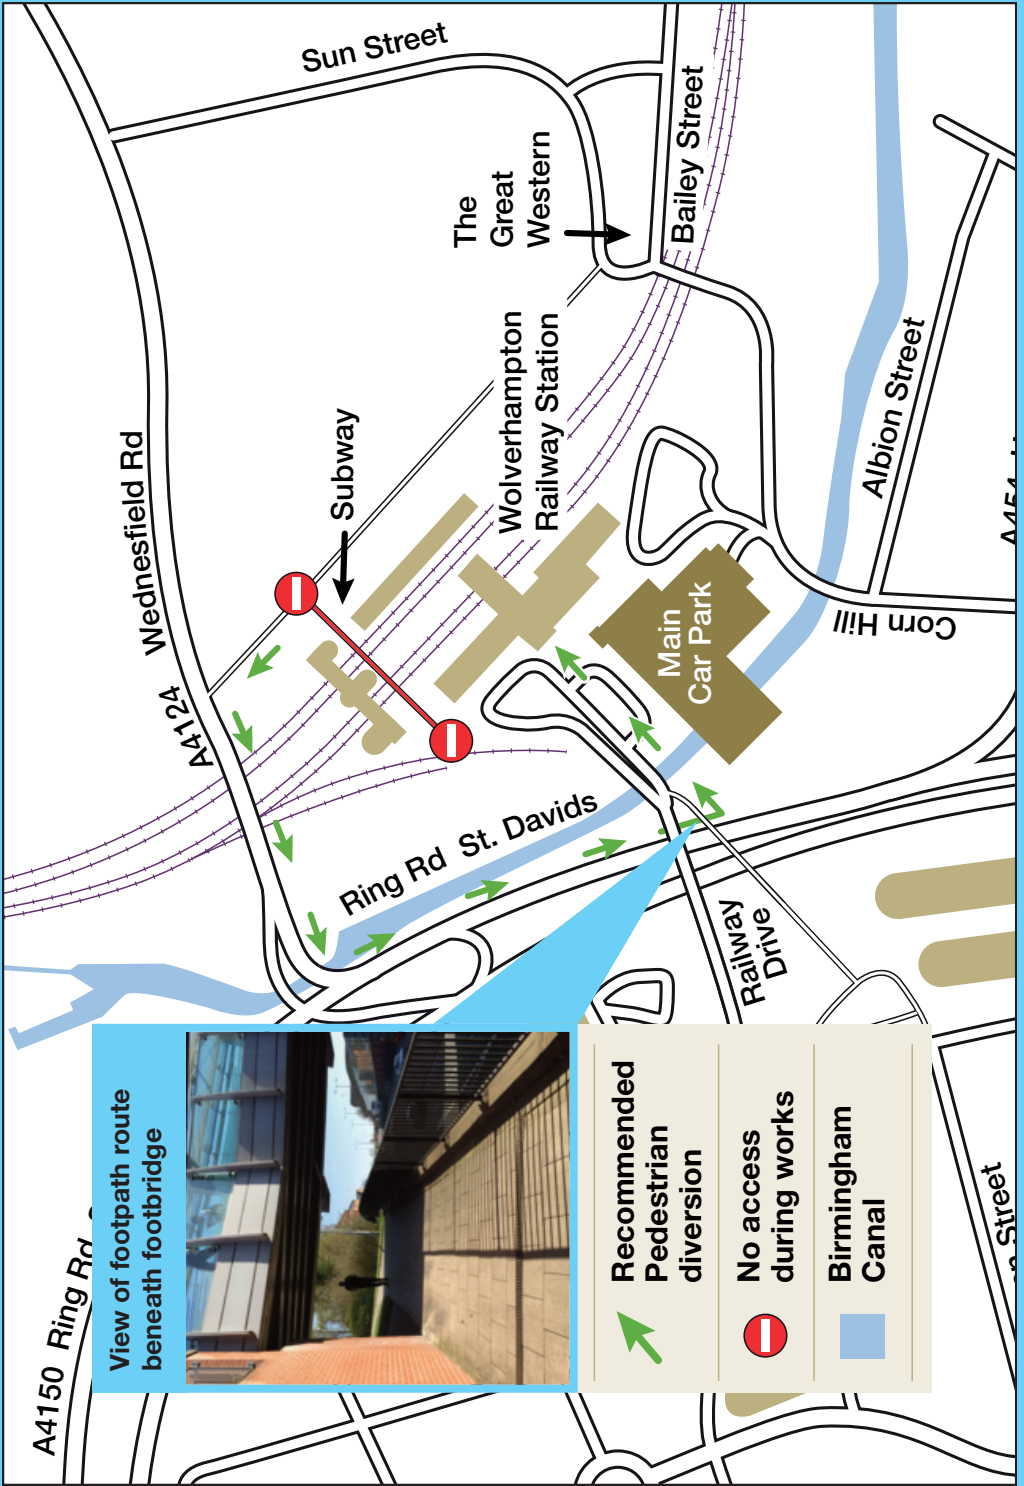 View of footpath route
beneath footbridge
Recommended
Pedestrian
diversion
No access
during works
Birmingham
Canal
A4150 Ring Rd
Ring Rd St. Davids
A4124
Wednesfield Rd
Sun Street
Subway
The
Great
Western
Wolverhampton
Railway Station
Bailey Street
Main
Car Park
Railway
Drive
Corn Hill
Albion Street
Street